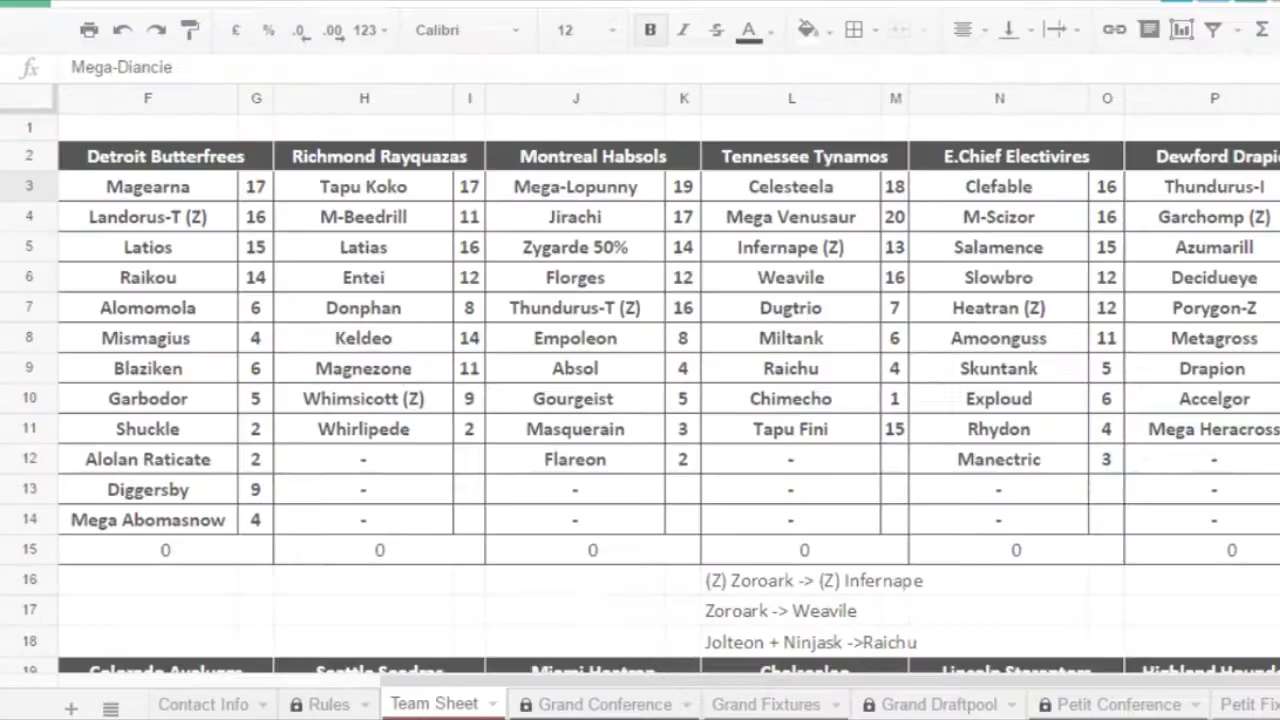 £ % .0 .00 123 Calibri 12 B I S A Σ
fx Mega-Diancie
F G H I J K L M N O P
1
2 Detroit Butterfrees Richmond Rayquazas Montreal Habsols Tennessee Tynamos E.Chief Electivires Dewford Drapi
3 Magearna 17 Tapu Koko 17 Mega-Lopunny 19 Celesteela 18 Clefable 16 Thundurus-I
4 Landorus-T (Z) 16 M-Beedrill 11 Jirachi 17 Mega Venusaur 20 M-Scizor 16 Garchomp (Z)
5 Latios 15 Latias 16 Zygarde 50% 14 Infernape (Z) 13 Salamence 15 Azumarill
6 Raikou 14 Entei 12 Florges 12 Weavile 16 Slowbro 12 Decidueye
7 Alomomola 6 Donphan 8 Thundurus-T (Z) 16 Dugtrio 7 Heatran (Z) 12 Porygon-Z
8 Mismagius 4 Keldeo 14 Empoleon 8 Miltank 6 Amoonguss 11 Metagross
9 Blaziken 6 Magnezone 11 Absol 4 Raichu 4 Skuntank 5 Drapion
10 Garbodor 5 Whimsicott (Z) 9 Gourgeist 5 Chimecho 1 Exploud 6 Accelgor
11 Shuckle 2 Whirlipede 2 Masquerain 3 Tapu Fini 15 Rhydon 4 Mega Heracross
12 Alolan Raticate 2 - Flareon 2 - Manectric 3 -
13 Diggersby 9 - - - - -
14 Mega Abomasnow 4 - - - - -
15 0 0 0 0 0 0
16 (Z) Zoroark -> (Z) Infernape
17 Zoroark -> Weavile
18 Jolteon + Ninjask ->Raichu
19
+ Contact Info Rules Team Sheet Grand Conference Grand Fixtures Grand Draftpool Petit Conference Petit Fi